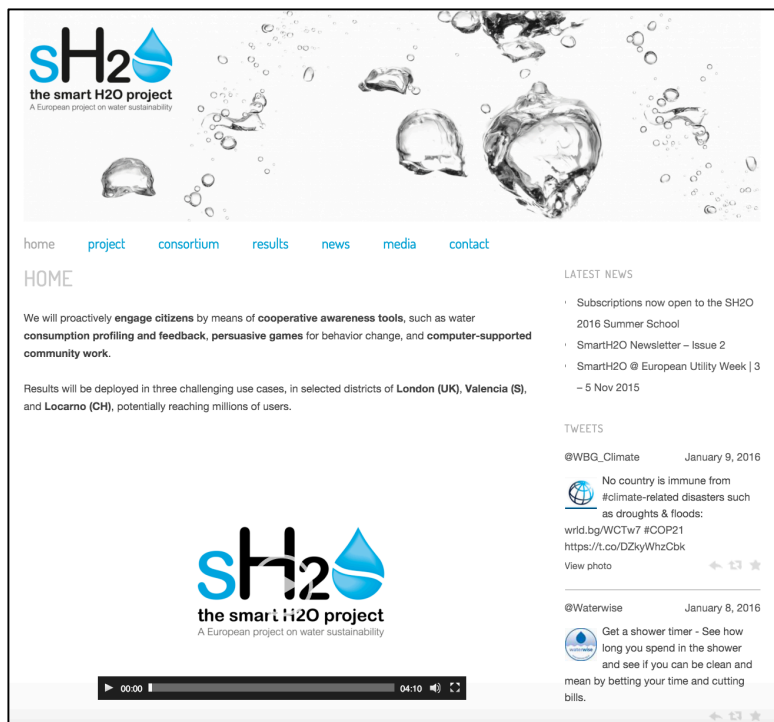 sH2O
the smart H2O project
A European project on water sustainability
home project consortium results news media contact
HOME
We will proactively engage citizens by means of cooperative awareness tools, such as water
consumption profiling and feedback, persuasive games for behavior change, and computer-supported
community work.
Results will be deployed in three challenging use cases, in selected districts of London (UK), Valencia (S),
and Locarno (CH), potentially reaching millions of users.
sH2O
the smart H2O project
A European project on water sustainability
00:00 04:10
LATEST NEWS
Subscriptions now open to the SH2O
2016 Summer School
SmartH2O Newsletter – Issue 2
SmartH2O @ European Utility Week | 3
– 5 Nov 2015
TWEETS
@WBG_Climate January 9, 2016
No country is immune from
#climate-related disasters such
as droughts & floods:
wrld.bg/WCTw7 #COP21
https://t.co/DZkyWhzCbk
View photo
@Waterwise January 8, 2016
waterwise
Get a shower timer - See how
long you spend in the shower
and see if you can be clean and
mean by betting your time and cutting
bills.